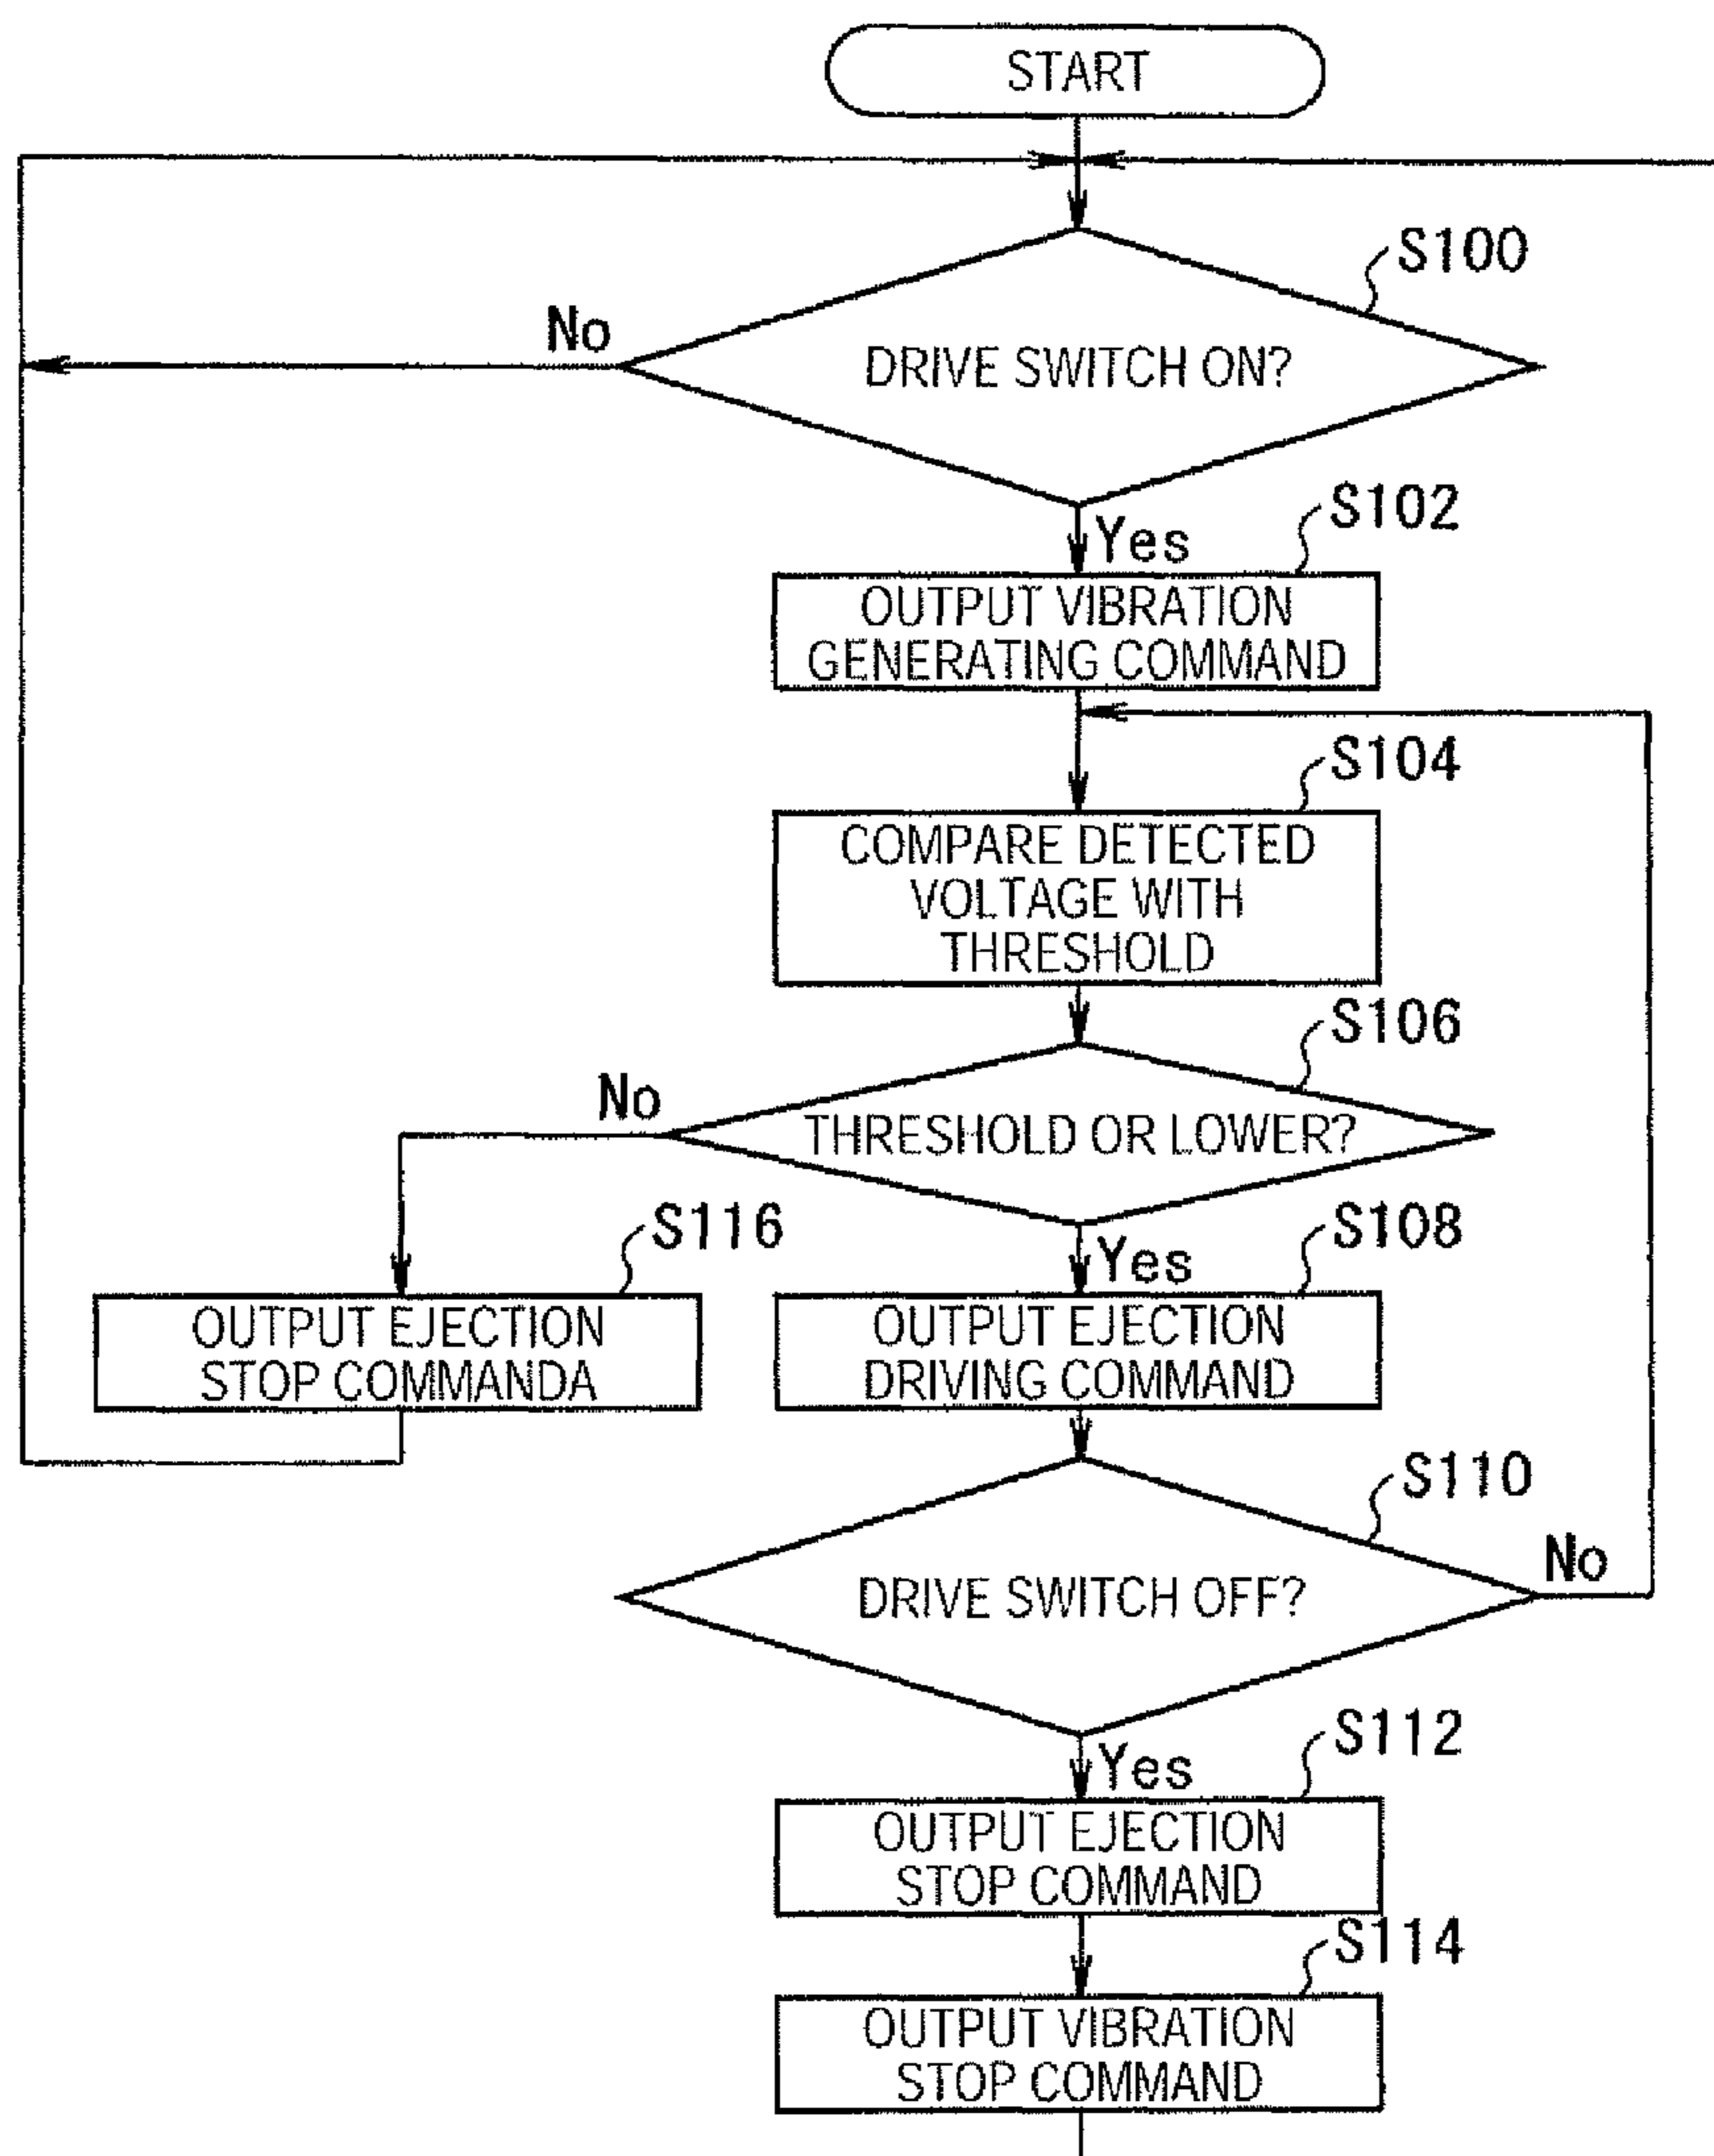 START
S100
No
DRIVE SWITCH ON?
S102
Yes
OUTPUT VIBRATION
GENERATING COMMAND
S104
COMPARE DETECTED
VOLTAGE WITH
THRESHOLD
S106
No
THRESHOLD OR LOWER?
S116
S108
Yes
OUTPUT EJECTION
STOP COMMANDA
OUTPUT EJECTION
DRIVING COMMAND
S110
No
DRIVE SWITCH OFF?
S112
Yes
OUTPUT EJECTION
STOP COMMAND
S114
OUTPUT VIBRATION
STOP COMMAND